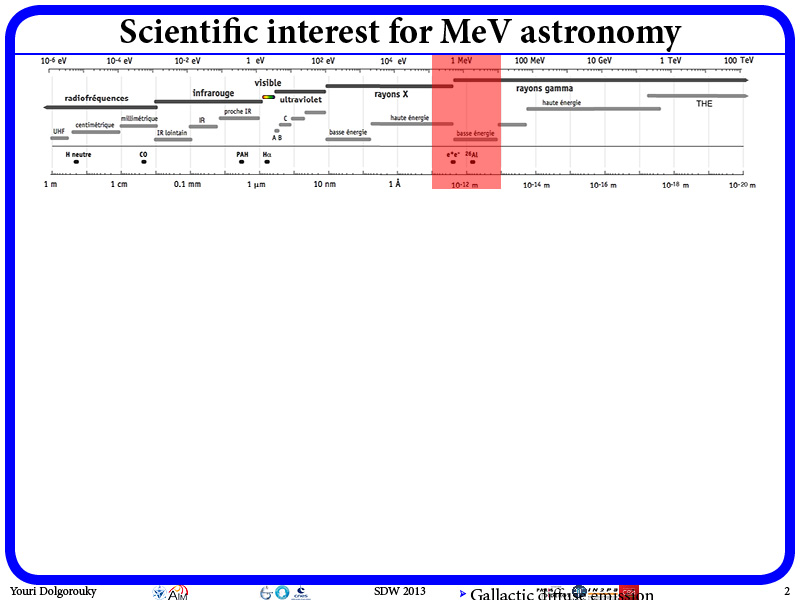 Scientific interest for MeV astronomy
10⁻⁶ eV 10⁻⁴ eV 10⁻² eV 1 eV 10² eV 10⁶ eV 1 MeV 100 MeV 10 GeV 1 TeV 100 TeV
visible
radiofréquences infrarouge ultraviolet rayons X rayons gamma
UHF centimétrique millimétrique IR lointain IR proche IR A B C basse énergie haute énergie basse énergie haute énergie THE
H neutre CO PAH Hα e⁺e⁻ ²⁶Al
1 m 1 cm 0.1 mm 1 µm 10 nm 1 Å 10⁻¹² m 10⁻¹⁴ m 10⁻¹⁶ m 10⁻¹⁸ m 10⁻²⁰ m
Youri Dolgorouky AIM cnes SDW 2013 Gallactic diffuse emission 2